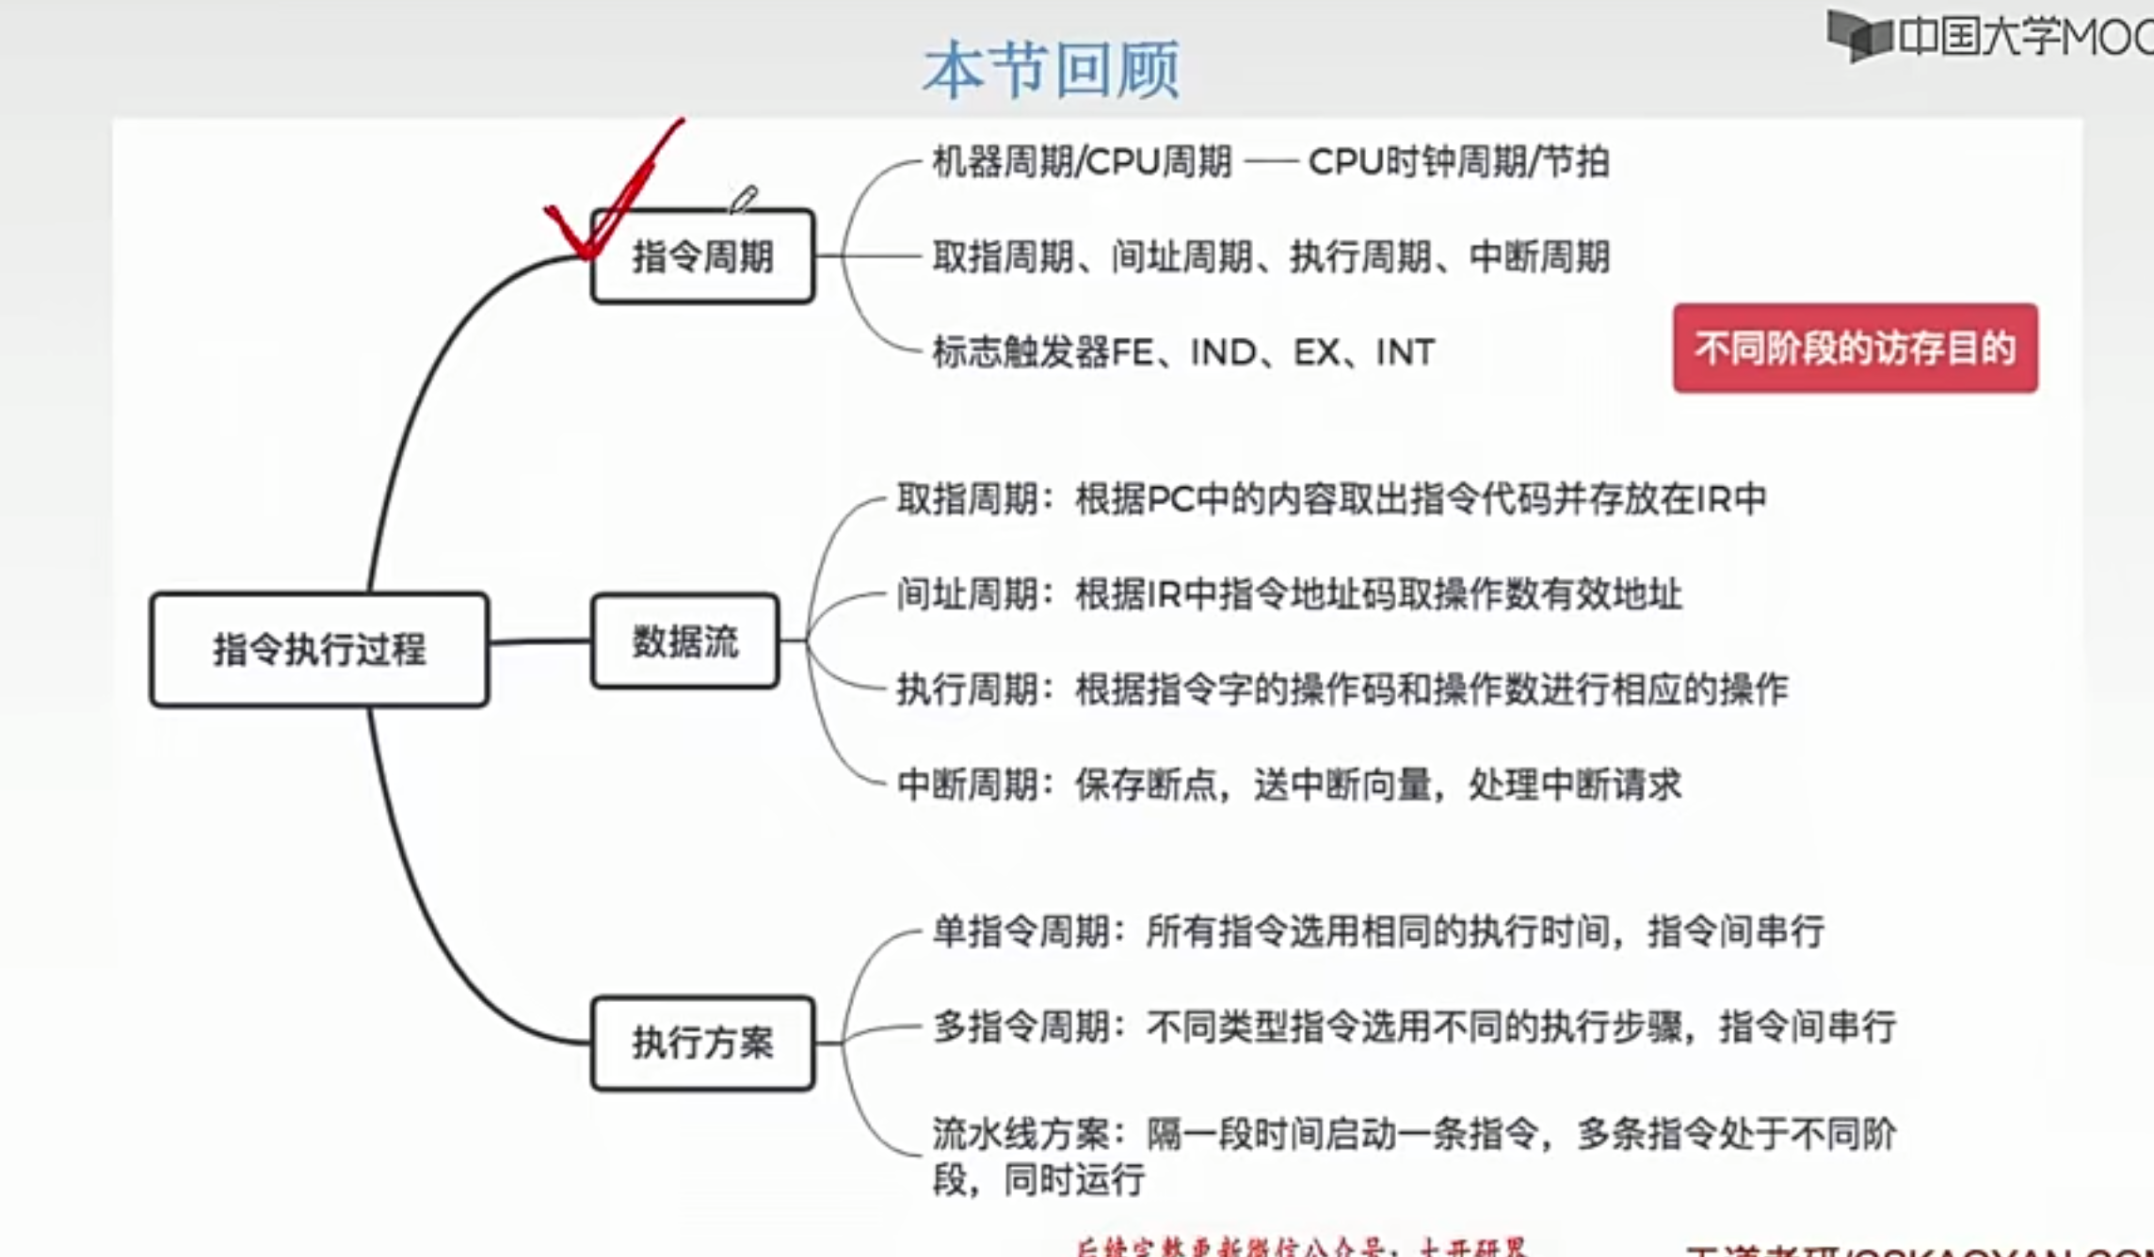 中国大学MOO
本节回顾
机器周期/CPU周期 —— CPU时钟周期/节拍
指令周期
取指周期、间址周期、执行周期、中断周期
标志触发器FE、IND、EX、INT
不同阶段的访存目的
取指周期：根据PC中的内容取出指令代码并存放在IR中
间址周期：根据IR中指令地址码取操作数有效地址
指令执行过程
数据流
执行周期：根据指令字的操作码和操作数进行相应的操作
中断周期：保存断点，送中断向量，处理中断请求
单指令周期：所有指令选用相同的执行时间，指令间串行
多指令周期：不同类型指令选用不同的执行步骤，指令间串行
执行方案
流水线方案：隔一段时间启动一条指令，多条指令处于不同阶
段，同时运行
后续完整更新微信公众号：